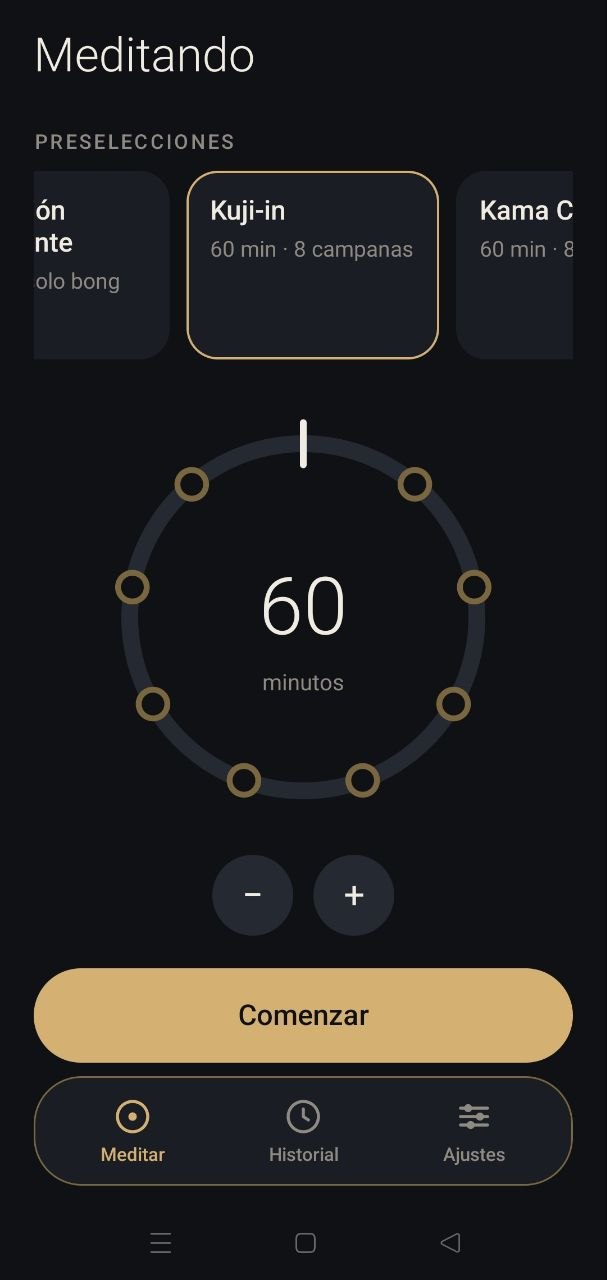 Meditando
PRESELECCIONES
ón
nte
olo bong
Kuji-in
60 min · 8 campanas
Kama C
60 min · 8
60
minutos
− +
Comenzar
Meditar Historial Ajustes